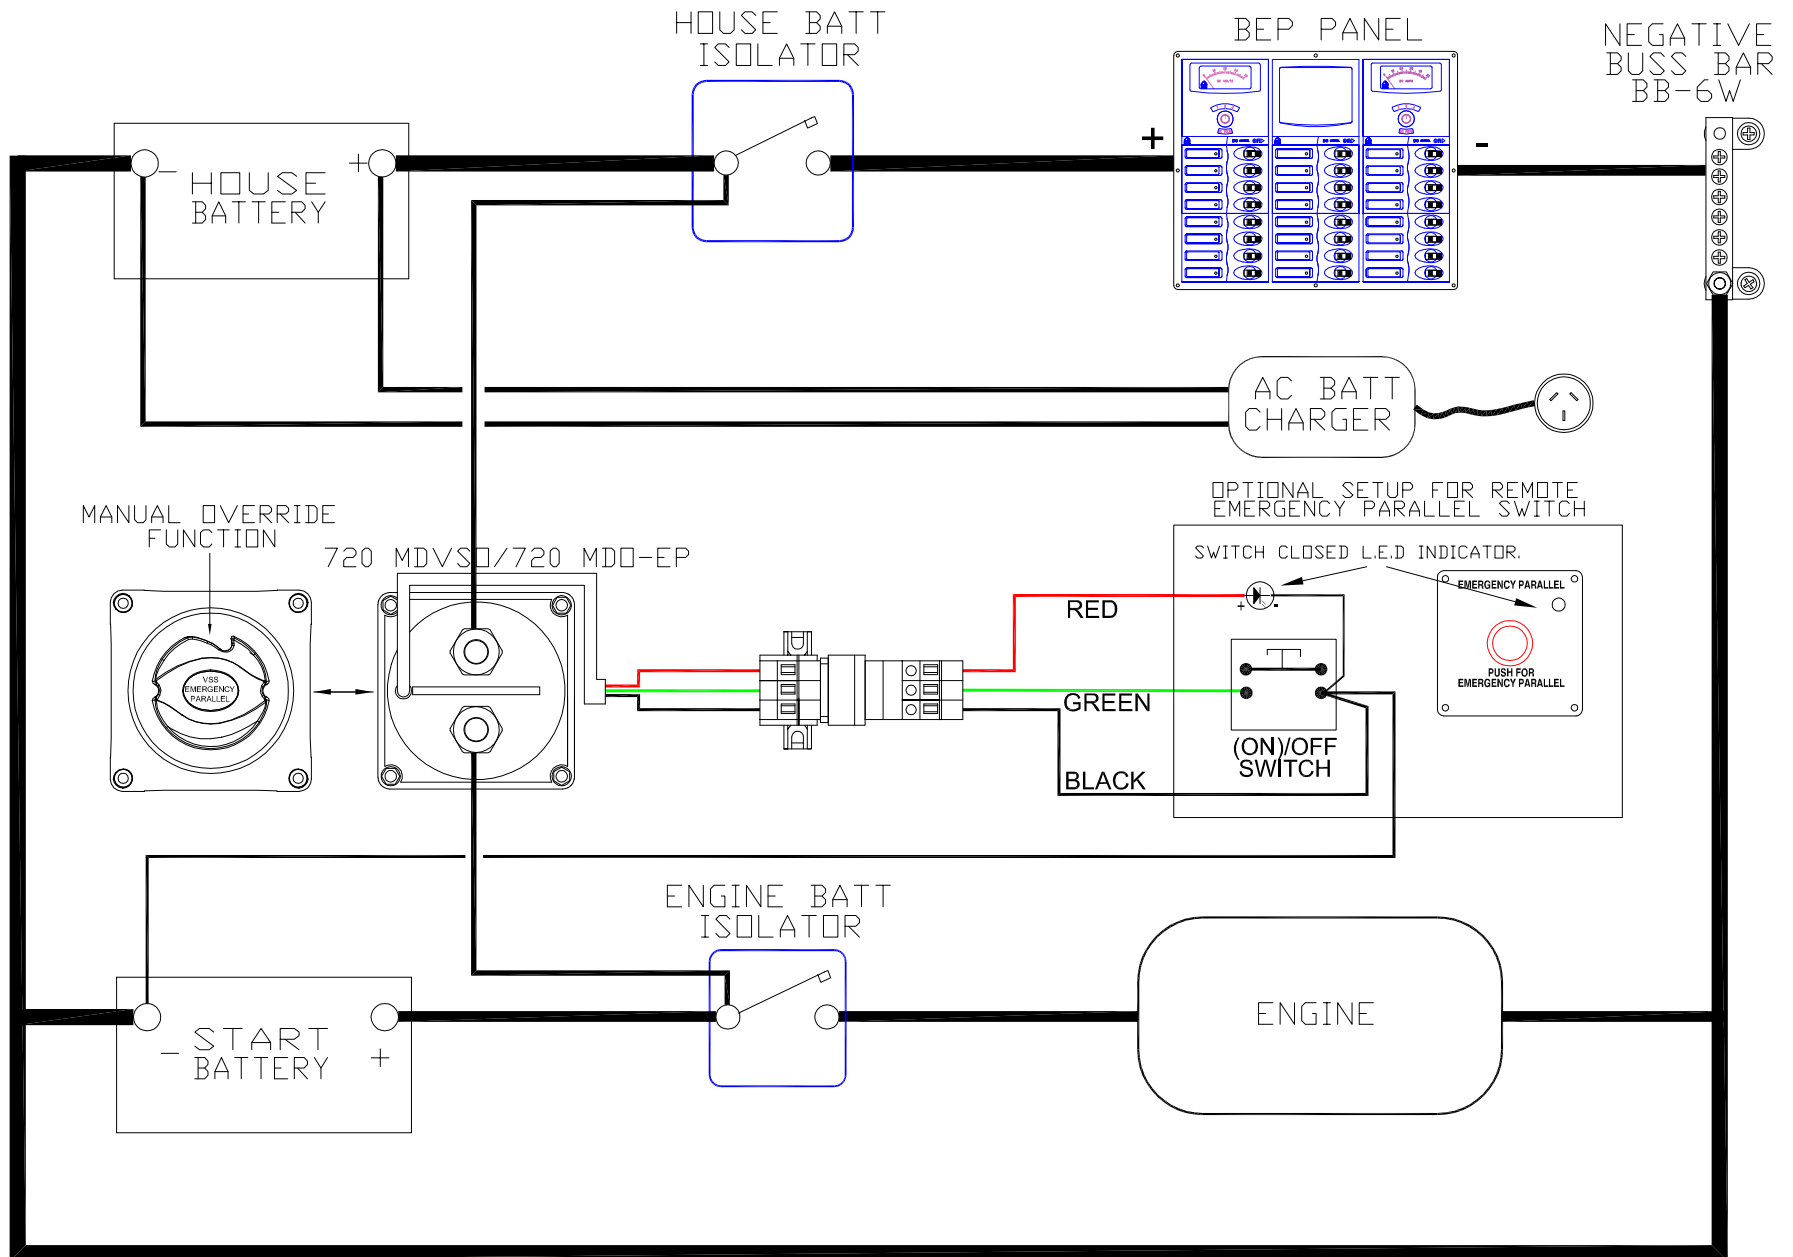 HOUSE BATT
ISOLATOR
BEP PANEL
NEGATIVE
BUSS BAR
BB-6W
+
-
- +
HOUSE
BATTERY
AC BATT
CHARGER
OPTIONAL SETUP FOR REMOTE
EMERGENCY PARALLEL SWITCH
MANUAL OVERRIDE
FUNCTION
720 MDVSO/720 MDO-EP
SWITCH CLOSED L.E.D INDICATOR.
EMERGENCY PARALLEL
RED
+ -
VSS
EMERGENCY
PARALLEL
PUSH FOR
EMERGENCY PARALLEL
GREEN
(ON)/OFF
SWITCH
BLACK
ENGINE BATT
ISOLATOR
ENGINE
- START +
BATTERY